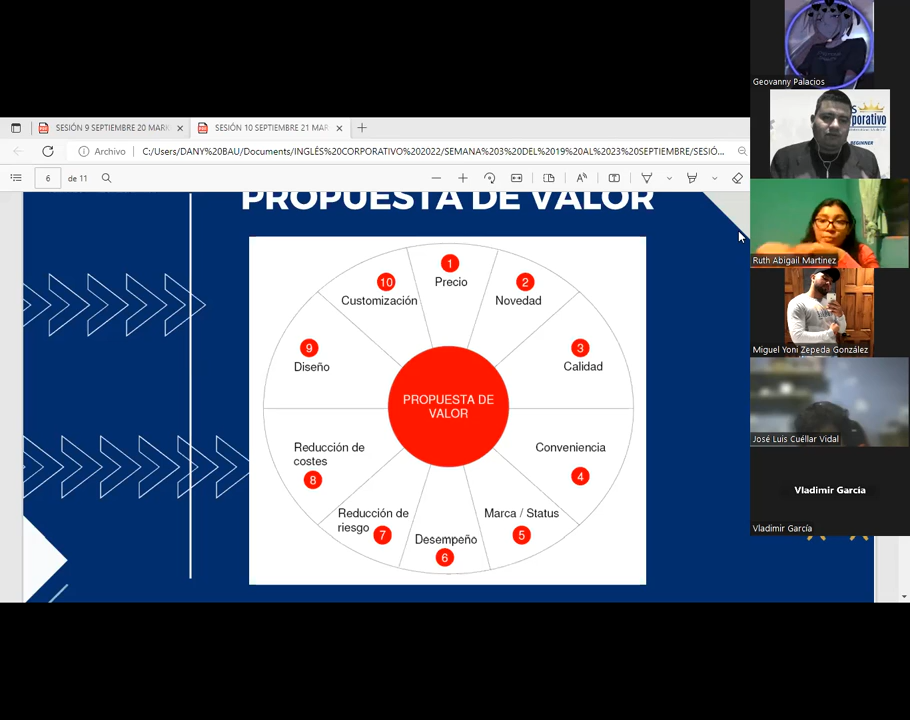 SESIÓN 9 SEPTIEMBRE 20 MAR
SESIÓN 10 SEPTIEMBRE 21 MAR
Archivo
C:/Users/DANY%20BAU/Documents/INGLÉS%20CORPORATIVO%202022/SEMANA%203%20DEL%2019%20AL%2023%20SEPTIEMBRE/SESIÓ...
6
de 11
PROPUESTA DE VALOR
1
Precio
2
Novedad
3
Calidad
Conveniencia
4
Marca / Status
5
Desempeño
6
Reducción de
riesgo
7
Reducción de
costes
8
9
Diseño
10
Customización
PROPUESTA DE
VALOR
Geovanny Palacios
BEGINNER
Ruth Abigail Martinez
Miguel Yoni Zepeda González
José Luis Cuéllar Vidal
Vladimir García
Vladimir García